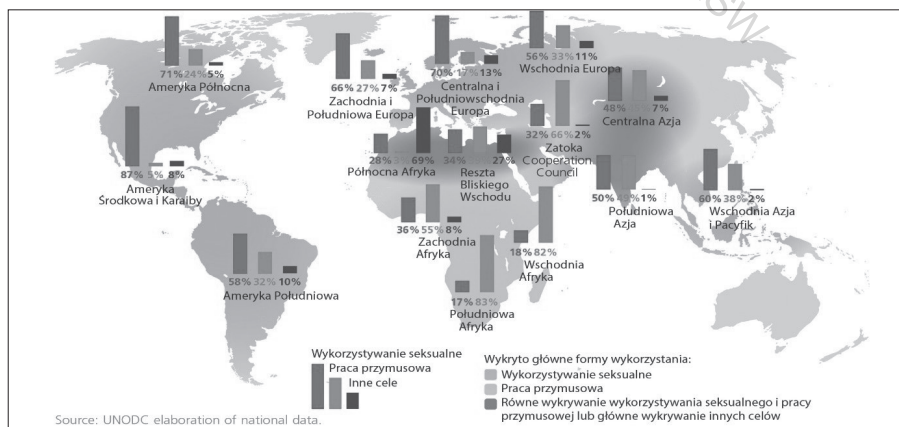 SW
71% 24% 5%
Ameryka Północna
66% 27% 7%
Zachodnia i
Południowa Europa
70% 17% 13%
Centralna i
Południowschodnia
Europa
56% 33% 11%
Wschodnia Europa
48% 7%
Centralna Azja
32% 66% 2%
Zatoka
Cooperation
Council
28% 69%
Północna Afryka
34% 27%
Reszta
Bliskiego
Wschodu
87% 5% 8%
Ameryka
Środkowa i Karaiby
50% 49% 1%
Południowa
Azja
60% 38% 2%
Wschodnia Azja
i Pacyfik
36% 55% 8%
Zachodnia
Afryka
18% 82%
Wschodnia
Afryka
58% 32% 10%
Ameryka Południowa
17% 83%
Południowa
Afryka
Wykorzystywanie seksualne
Praca przymusowa
Inne cele
Wykryto główne formy wykorzystania:
Wykorzystywanie seksualne
Praca przymusowa
Równe wykrywanie wykorzystywania seksualnego i pracy
przymusowej lub główne wykrywanie innych celów
Source: UNODC elaboration of national data.